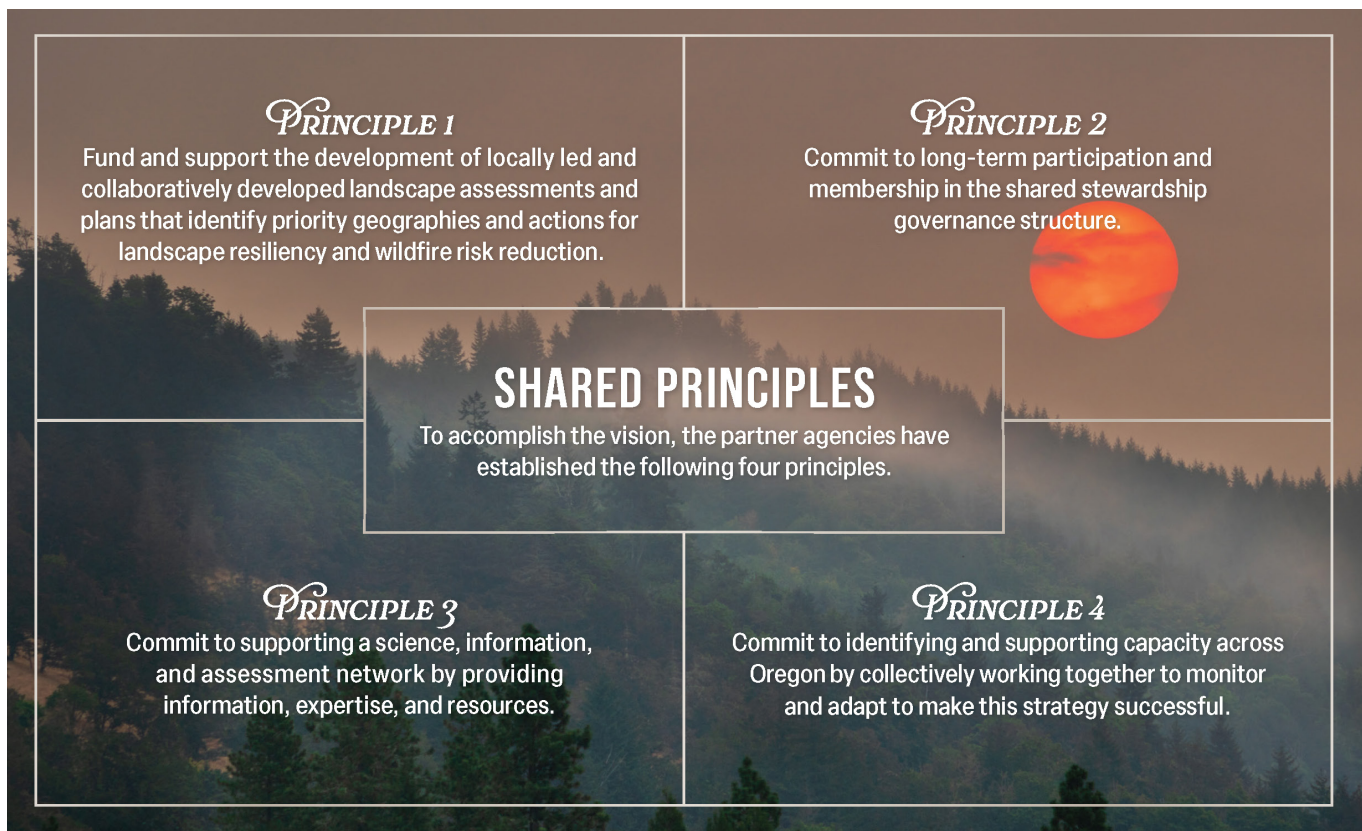 PRINCIPLE 1
Fund and support the development of locally led and
collaboratively developed landscape assessments and
plans that identify priority geographies and actions for
landscape resiliency and wildfire risk reduction.
PRINCIPLE 2
Commit to long-term participation and
membership in the shared stewardship
governance structure.
SHARED PRINCIPLES
To accomplish the vision, the partner agencies have
established the following four principles.
PRINCIPLE 3
Commit to supporting a science, information,
and assessment network by providing
information, expertise, and resources.
PRINCIPLE 4
Commit to identifying and supporting capacity across
Oregon by collectively working together to monitor
and adapt to make this strategy successful.